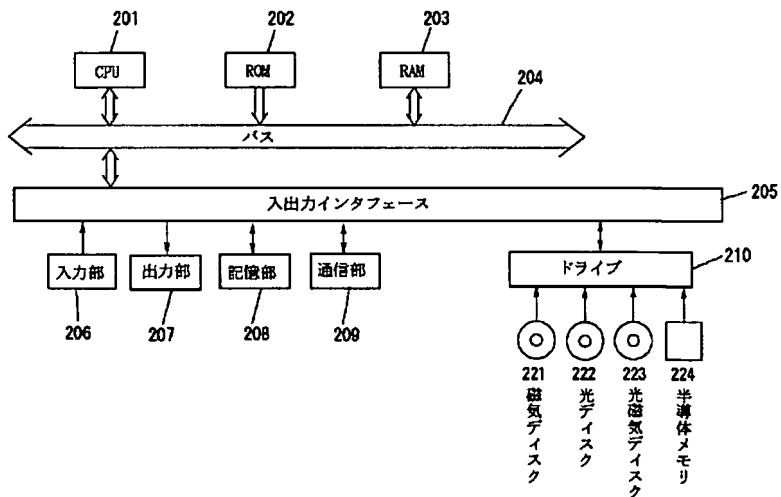 201
202
203
CPU
ROM
RAM
204
バス
205
入出力インタフェース
入力部
出力部
記憶部
通信部
ドライブ
210
206
207
208
209
221
222
223
224
磁気ディスク
光ディスク
光磁気ディスク
半導体メモリ